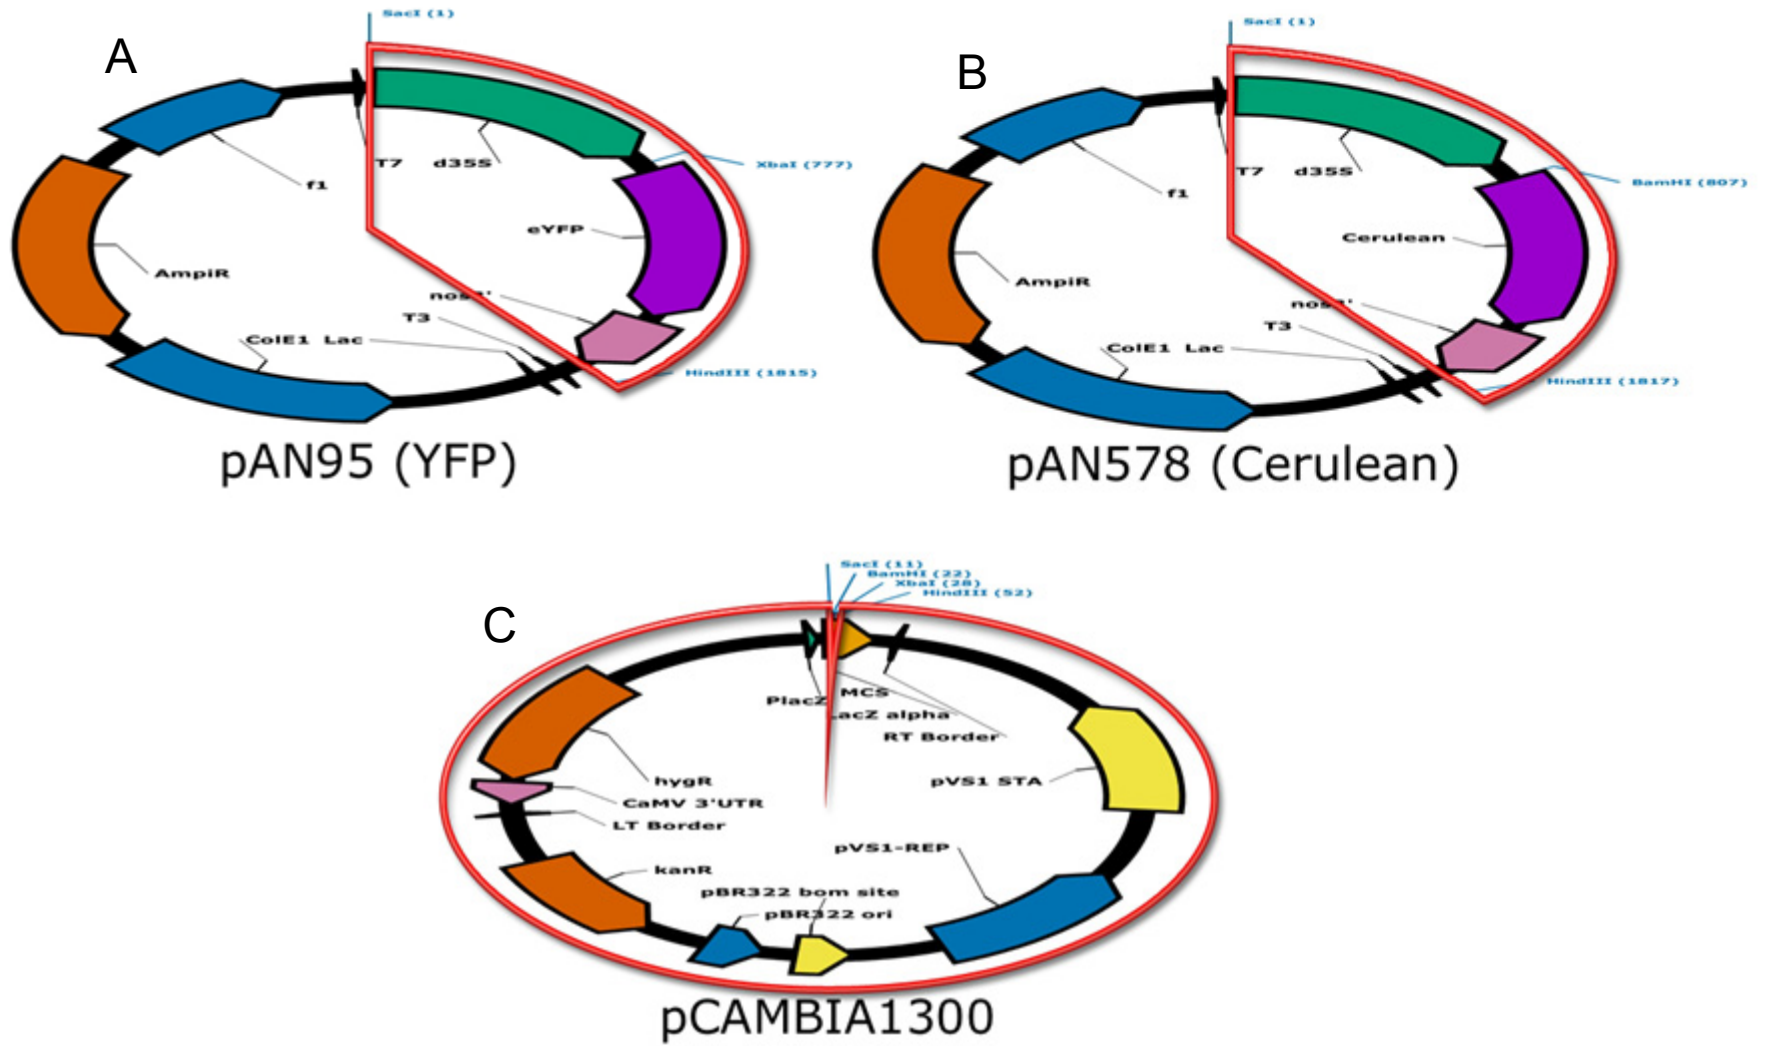 A
SacI (1)
T7
d35S
XbaI (777)
f1
eYFP
AmpiR
nos3'
T3
ColE1
Lac
HindIII (1815)
pAN95 (YFP)
B
SacI (1)
T7
d35S
BamHI (807)
f1
Cerulean
AmpiR
nos3'
T3
ColE1
Lac
HindIII (1817)
pAN578 (Cerulean)
C
SacI (11)
BamHI (22)
XbaI (28)
HindIII (52)
PlacZ
MCS
LacZ alpha
RT Border
hygR
pVS1 STA
CaMV 3'UTR
LT Border
pVS1-REP
kanR
pBR322 bom site
pBR322 ori
pCAMBIA1300